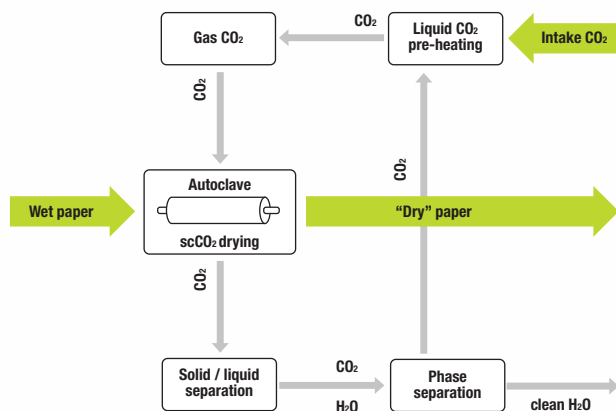 CO₂
Gas CO₂
Liquid CO₂
pre-heating
Intake CO₂
CO₂
CO₂
Wet paper
Autoclave
scCO₂ drying
“Dry” paper
CO₂
Solid / liquid
separation
CO₂
H₂O
Phase
separation
clean H₂O